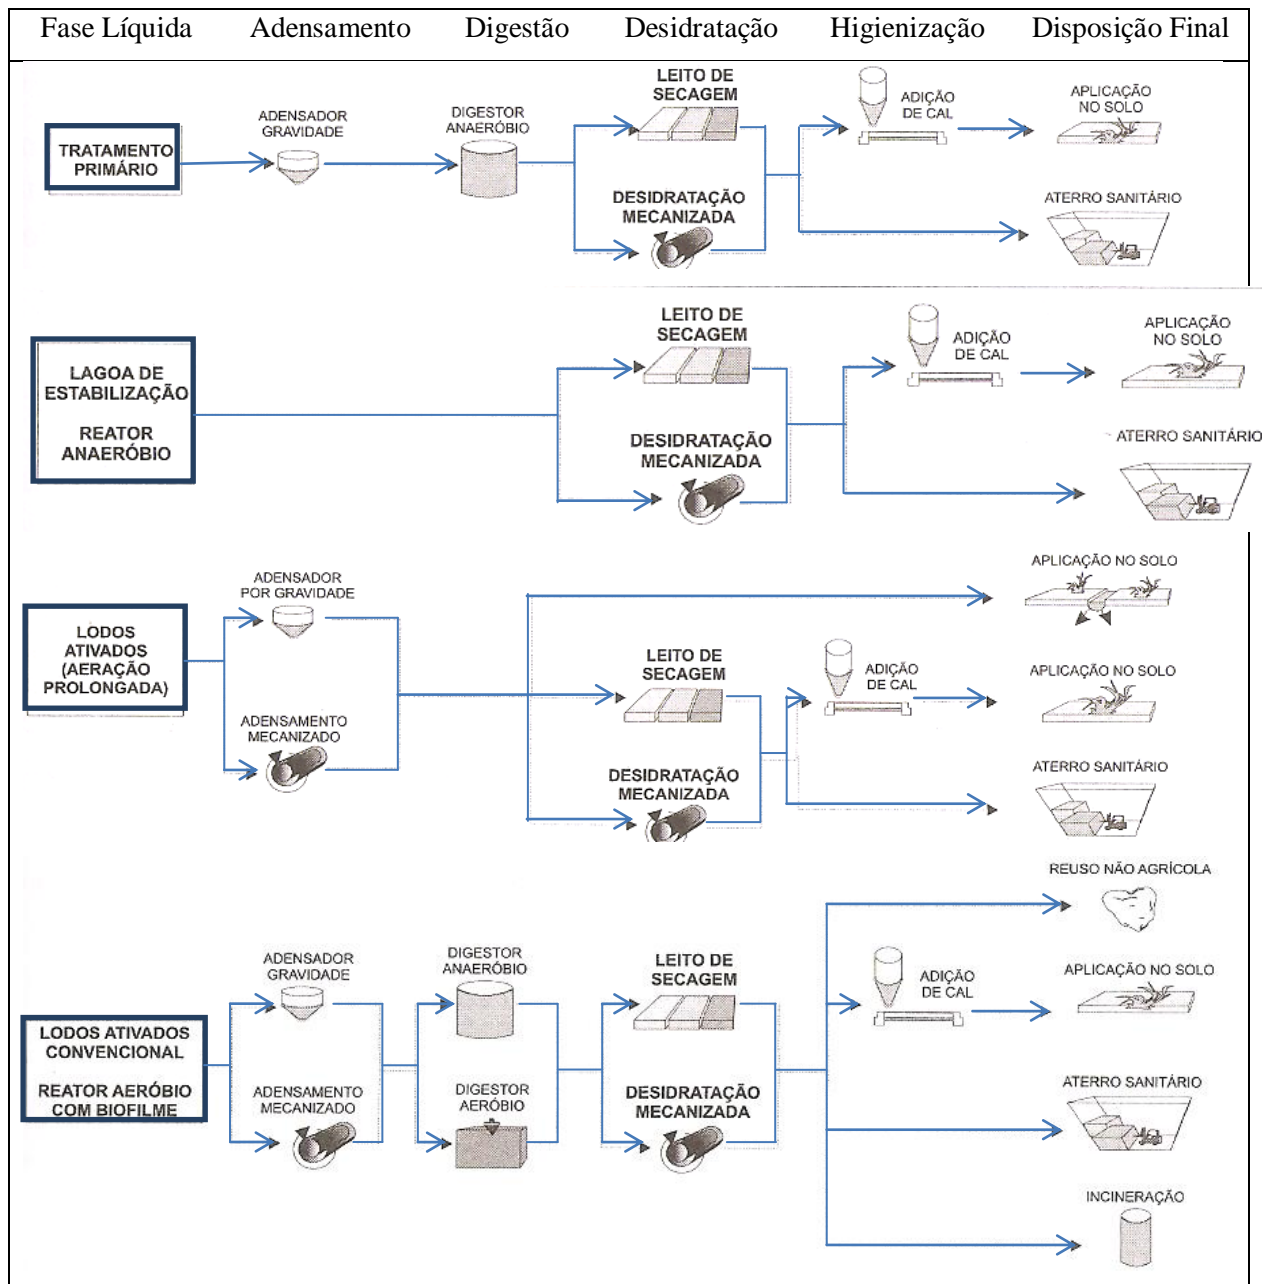 Fase Líquida
Adensamento
Digestão
Desidratação
Higienização
Disposição Final
TRATAMENTO
PRIMÁRIO
ADENSADOR
GRAVIDADE
DIGESTOR
ANAERÓBIO
LEITO DE
SECAGEM
DESIDRATAÇÃO
MECANIZADA
ADIÇÃO
DE CAL
APLICAÇÃO
NO SOLO
ATERRO SANITÁRIO
LAGOA DE
ESTABILIZAÇÃO
REATOR
ANAERÓBIO
LEITO DE
SECAGEM
DESIDRATAÇÃO
MECANIZADA
ADIÇÃO
DE CAL
APLICAÇÃO
NO SOLO
ATERRO SANITÁRIO
LODOS
ATIVADOS
(AERAÇÃO
PROLONGADA)
ADENSADOR
POR GRAVIDADE
ADENSAMENTO
MECANIZADO
LEITO DE
SECAGEM
DESIDRATAÇÃO
MECANIZADA
ADIÇÃO
DE CAL
APLICAÇÃO NO SOLO
APLICAÇÃO NO SOLO
ATERRO SANITÁRIO
LODOS ATIVADOS
CONVENCIONAL
REATOR AERÓBIO
COM BIOFILME
ADENSADOR
GRAVIDADE
ADENSAMENTO
MECANIZADO
DIGESTOR
ANAERÓBIO
DIGESTOR
AERÓBIO
LEITO DE
SECAGEM
DESIDRATAÇÃO
MECANIZADA
REUSO NÃO AGRÍCOLA
ADIÇÃO
DE CAL
APLICAÇÃO NO SOLO
ATERRO SANITÁRIO
INCINERAÇÃO